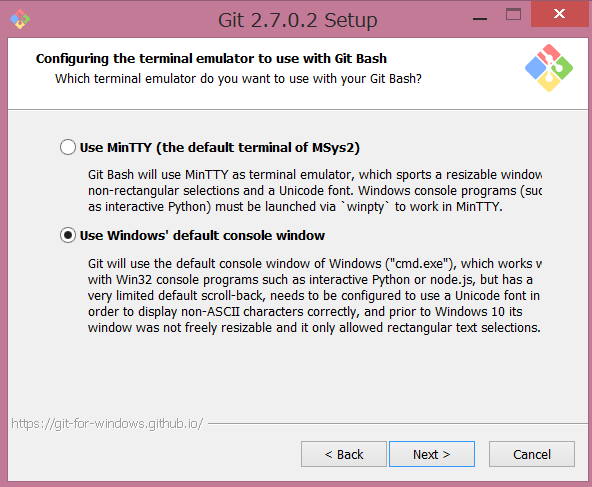 Git 2.7.0.2 Setup
Configuring the terminal emulator to use with Git Bash
Which terminal emulator do you want to use with your Git Bash?
Use MinTTY (the default terminal of MSys2)
Git Bash will use MinTTY as terminal emulator, which sports a resizable window
non-rectangular selections and a Unicode font. Windows console programs (suc
as interactive Python) must be launched via `winpty` to work in MinTTY.
Use Windows' default console window
Git will use the default console window of Windows ("cmd.exe"), which works w
with Win32 console programs such as interactive Python or node.js, but has a
very limited default scroll-back, needs to be configured to use a Unicode font in
order to display non-ASCII characters correctly, and prior to Windows 10 its
window was not freely resizable and it only allowed rectangular text selections.
https://git-for-windows.github.io/
< Back Next > Cancel